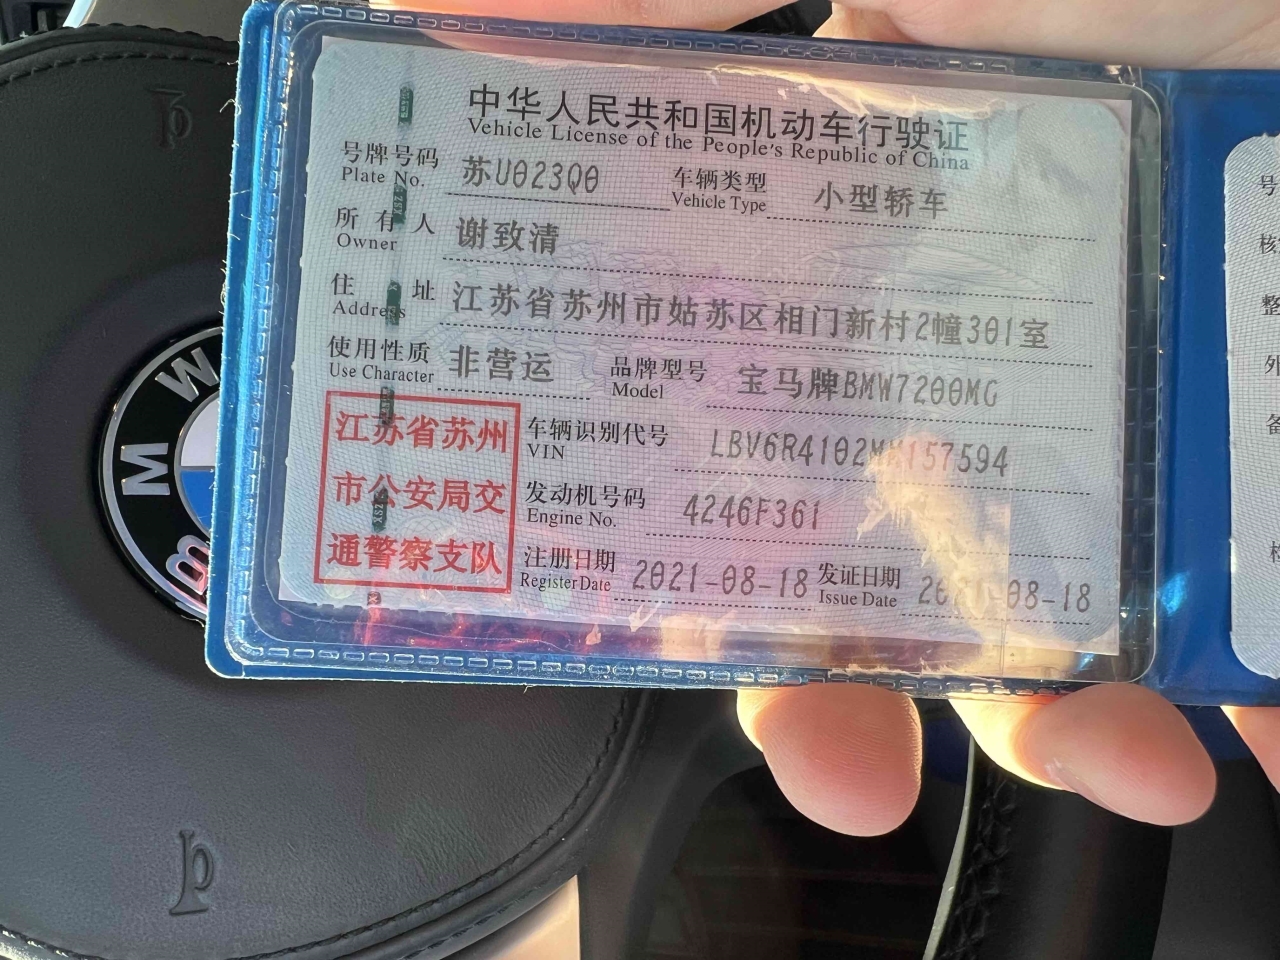 中华人民共和国机动车行驶证
Vehicle License of the People's Republic of China
号牌号码 苏U023Q0 车辆类型 小型轿车
Plate No. Vehicle Type
所有人 谢致清
Owner
住址 江苏省苏州市姑苏区相门新村2幢301室
Address
使用性质 非营运 品牌型号 宝马牌BMW7200MG
Use Character Model
江苏省苏州
市公安局交
通警察支队
车辆识别代号
VIN
发动机号码 4246F361
Engine No.
注册日期 2021-08-18 发证日期
Register Date Issue Date
BMW
号
核
整
外
备